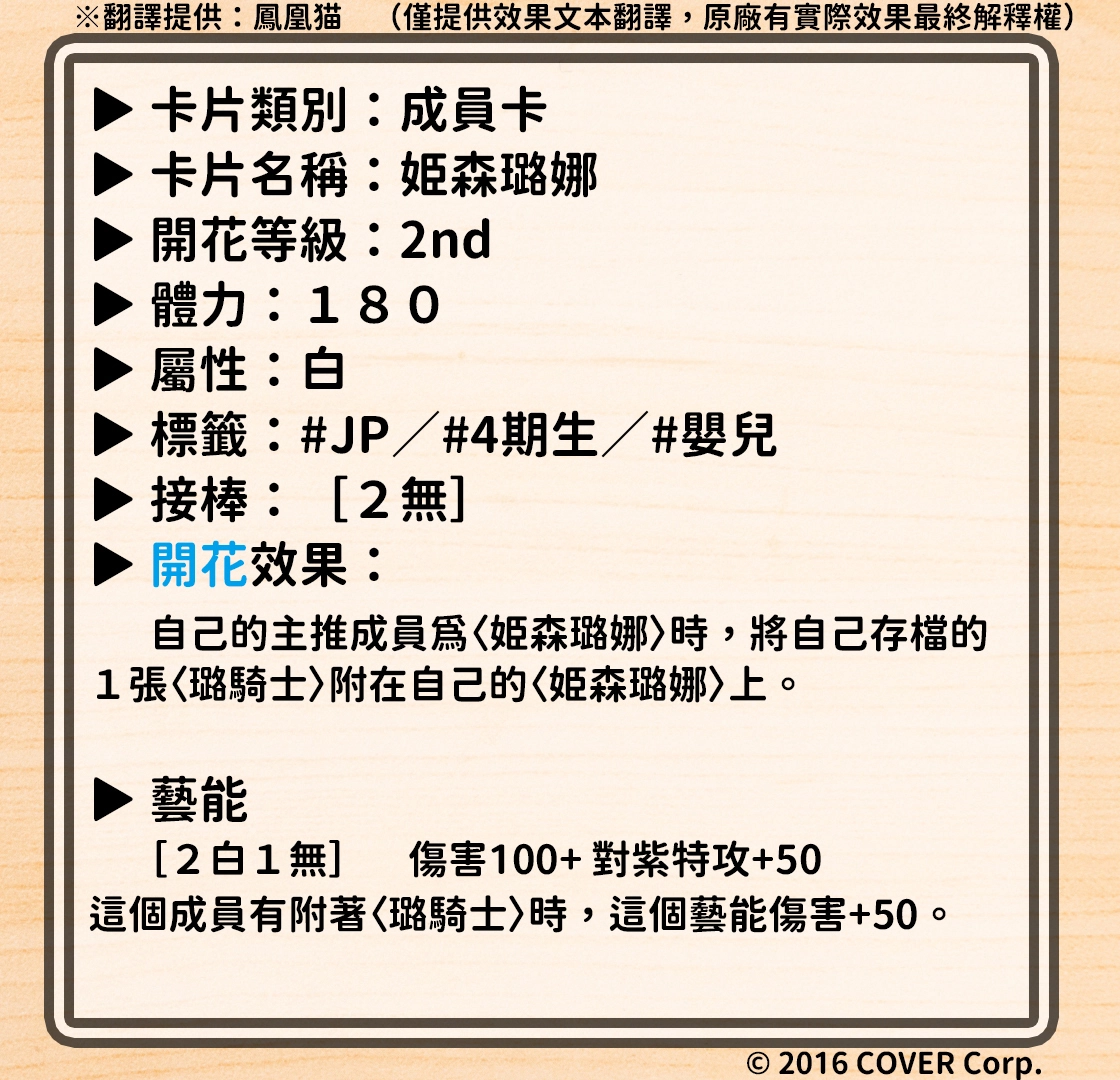 ※翻譯提供：鳳凰猫　（僅提供效果文本翻譯，原廠有實際效果最終解釋權）
▶ 卡片類別：成員卡
▶ 卡片名稱：姫森璐娜
▶ 開花等級：2nd
▶ 體力：１８０
▶ 屬性：白
▶ 標籤：#JP／#4期生／#嬰兒
▶ 接棒：［２無］
▶ 開花效果：
自己的主推成員爲〈姫森璐娜〉時，將自己存檔的
１張〈璐騎士〉附在自己的〈姫森璐娜〉上。
▶ 藝能
［２白１無］　傷害100+ 對紫特攻+50
這個成員有附著〈璐騎士〉時，這個藝能傷害+50。
© 2016 COVER Corp.